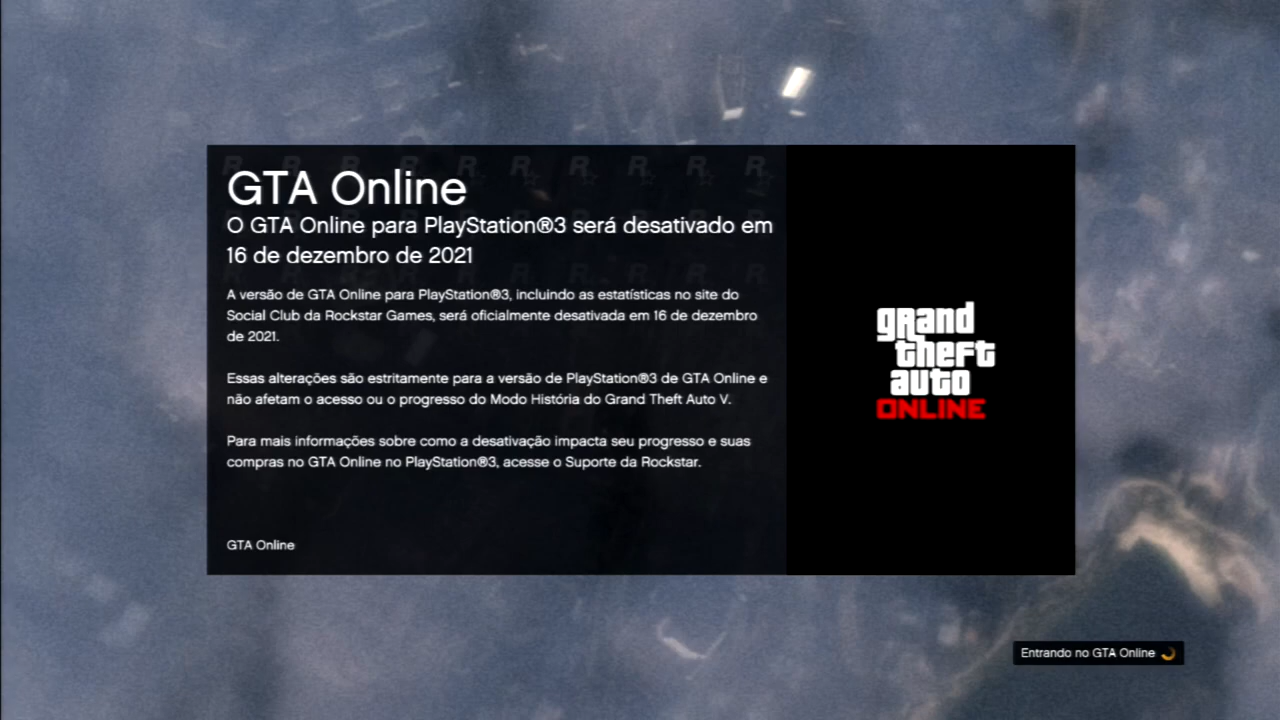 GTA Online
O GTA Online para PlayStation®3 será desativado em
16 de dezembro de 2021
A versão de GTA Online para PlayStation®3, incluindo as estatísticas no site do
Social Club da Rockstar Games, será oficialmente desativada em 16 de dezembro
de 2021.
Essas alterações são estritamente para a versão de PlayStation®3 de GTA Online e
não afetam o acesso ou o progresso do Modo História do Grand Theft Auto V.
Para mais informações sobre como a desativação impacta seu progresso e suas
compras no GTA Online no PlayStation®3, acesse o Suporte da Rockstar.
GTA Online
grand
theft
auto
ONLINE
Entrando no GTA Online